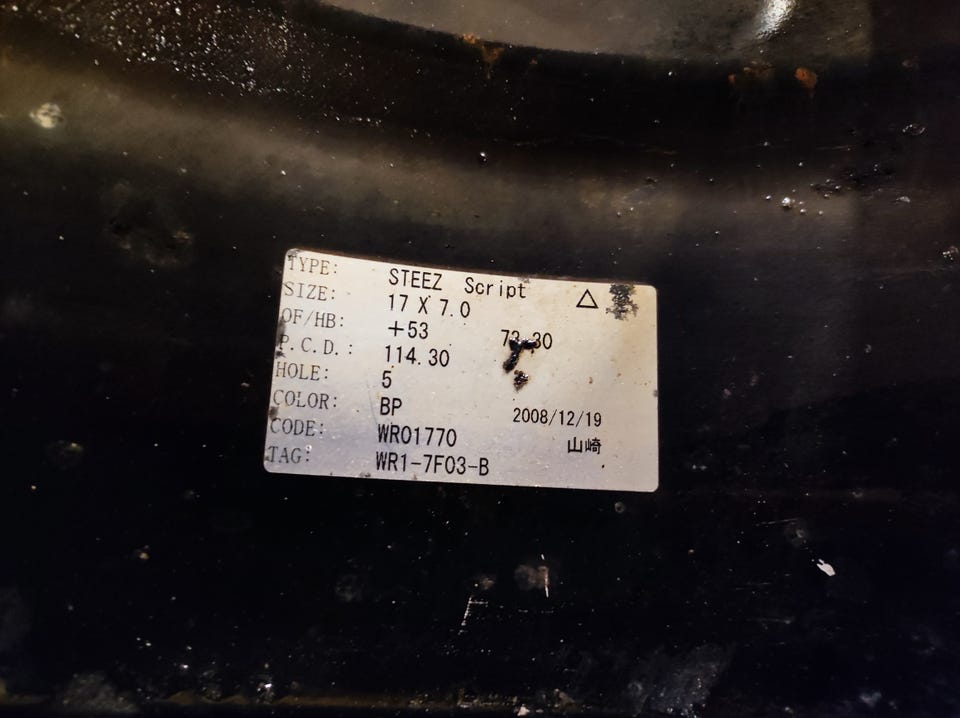 TYPE: STEEZ Script △
SIZE: 17 X 7.0
OF/HB: +53 73.30
P.C.D.: 114.30
HOLE: 5
COLOR: BP 2008/12/19
CODE: WR01770 山崎
TAG: WR1-7F03-B